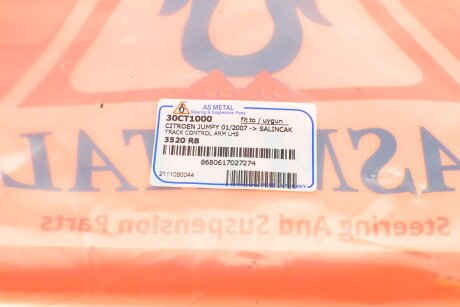 AS METAL
Steering & Suspension Parts
30CT1000 fit to / uygun
CITROEN JUMPY 01/2007 -> SALINCAK
TRACK CONTROL ARM LHS
3520 R8
8680617027274
2111090044
ASMETAL
Steering And Suspension Parts